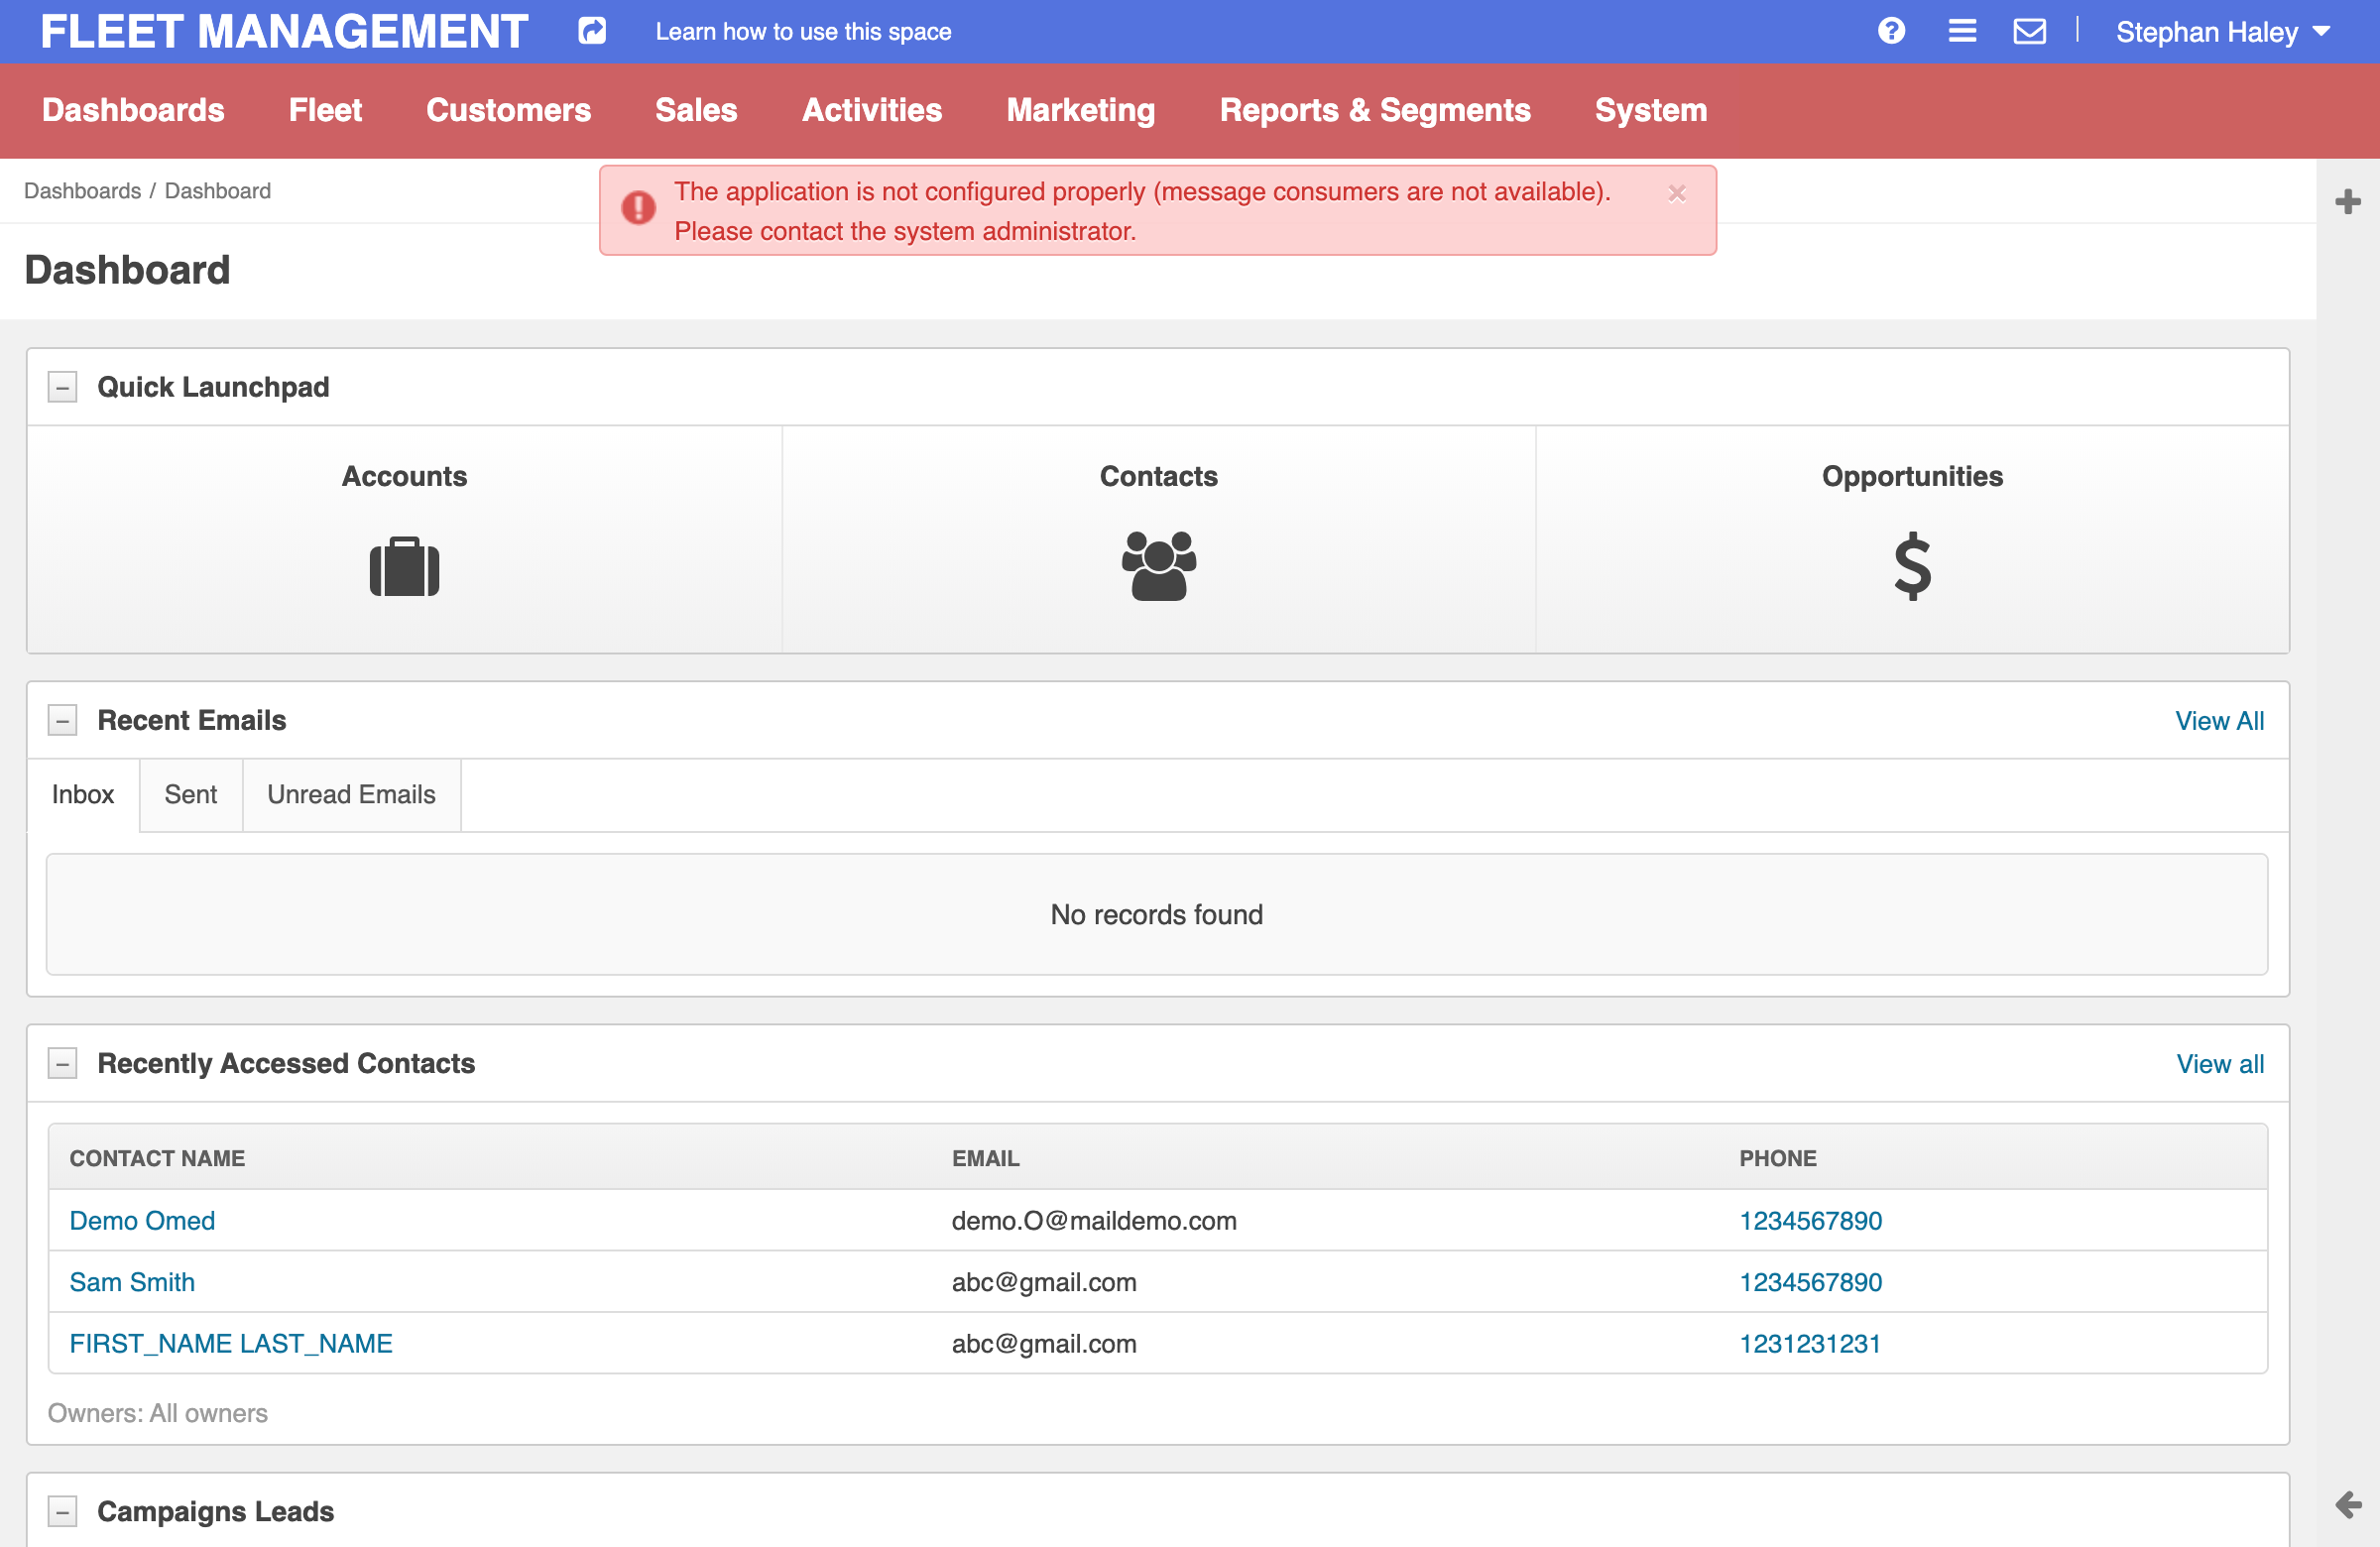 FLEET MANAGEMENT
Learn how to use this space
Stephan Haley
Dashboards Fleet Customers Sales Activities Marketing Reports & Segments System
Dashboards / Dashboard
The application is not configured properly (message consumers are not available).
Please contact the system administrator.
Dashboard
Quick Launchpad
Accounts
Contacts
Opportunities
Recent Emails
View All
Inbox
Sent
Unread Emails
No records found
Recently Accessed Contacts
View all
CONTACT NAME EMAIL PHONE
Demo Omed demo.O@maildemo.com 1234567890
Sam Smith abc@gmail.com 1234567890
FIRST_NAME LAST_NAME abc@gmail.com 1231231231
Owners: All owners
Campaigns Leads